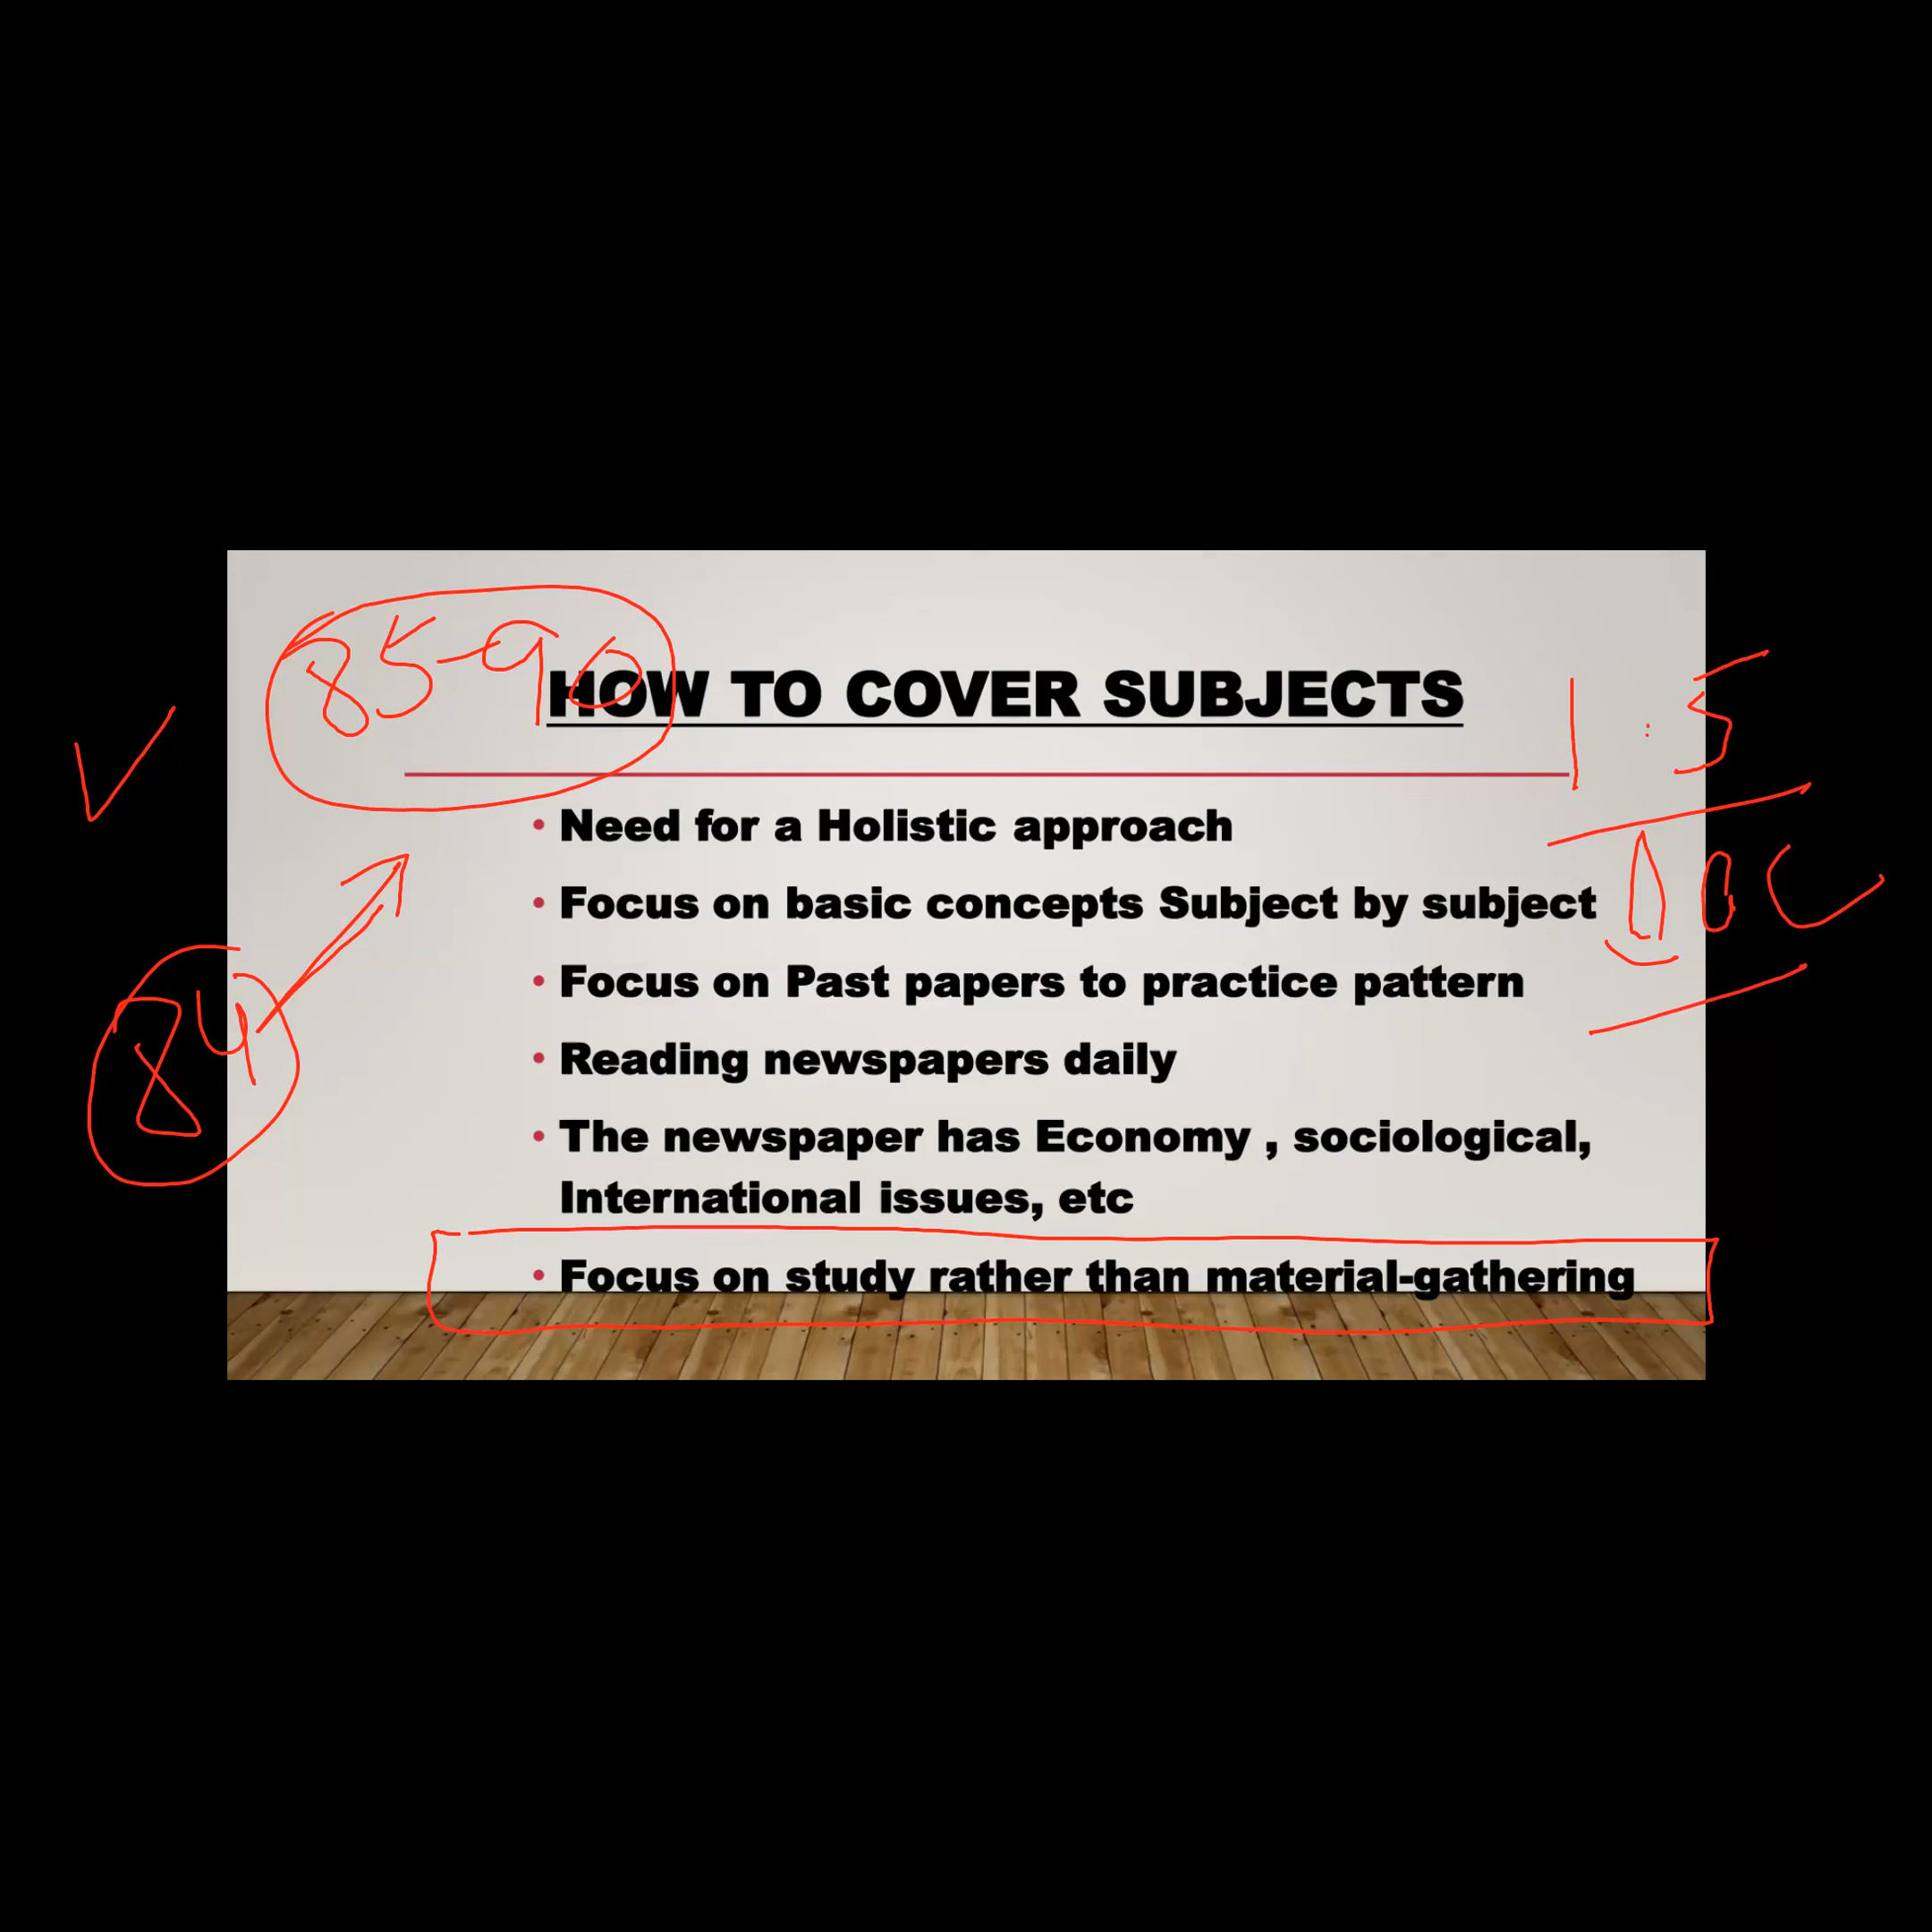 85-90
HOW TO COVER SUBJECTS
1.5
• Need for a Holistic approach
• Focus on basic concepts Subject by subject
• Focus on Past papers to practice pattern
84
• Reading newspapers daily
• The newspaper has Economy , sociological,
International issues, etc
• Focus on study rather than material-gathering